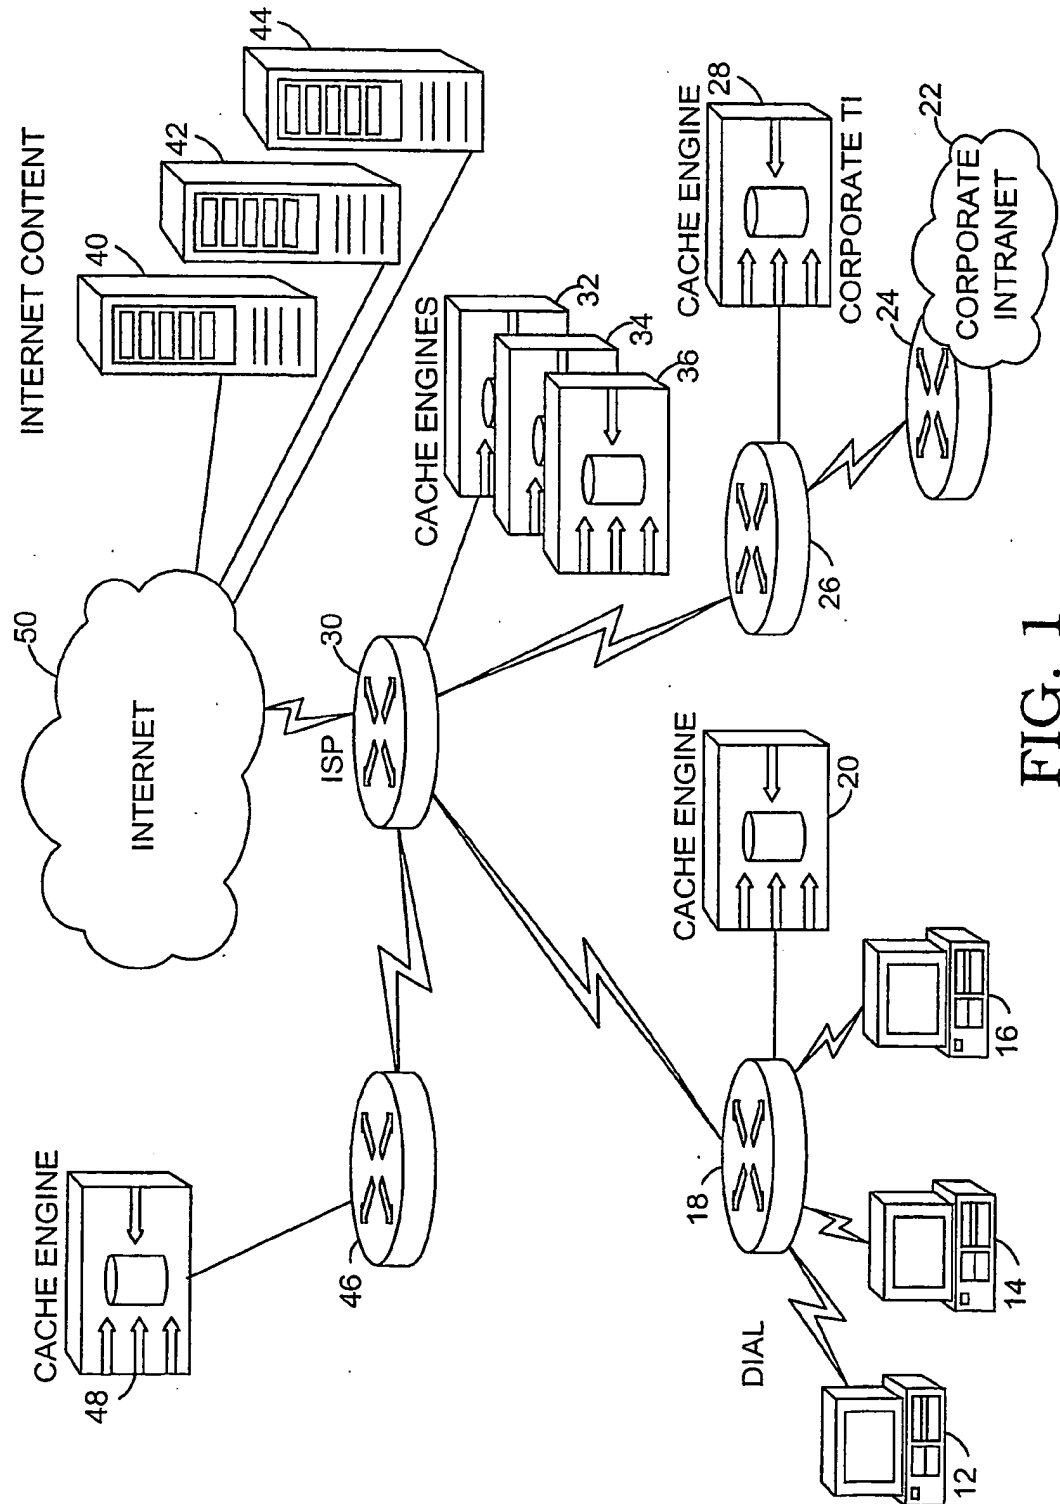 INTERNET CONTENT
40
42
44
50
INTERNET
ISP
30
CACHE ENGINES
32
34
36
CACHE ENGINE
28
CORPORATE TI
26
24
22
CORPORATE
INTRANET
CACHE ENGINE
48
46
CACHE ENGINE
20
18
DIAL
12
14
16
FIG. 1